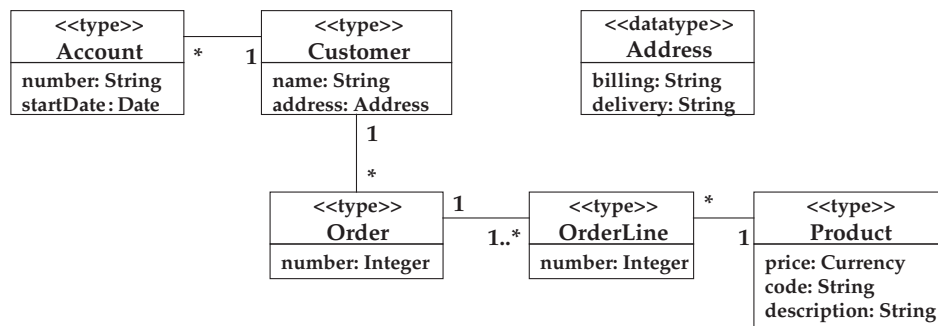 <<type>>
Account
number: String
startDate: Date
*
1
<<type>>
Customer
name: String
address: Address
<<datatype>>
Address
billing: String
delivery: String
1
*
<<type>>
Order
number: Integer
1
1..*
<<type>>
OrderLine
number: Integer
*
1
<<type>>
Product
price: Currency
code: String
description: String